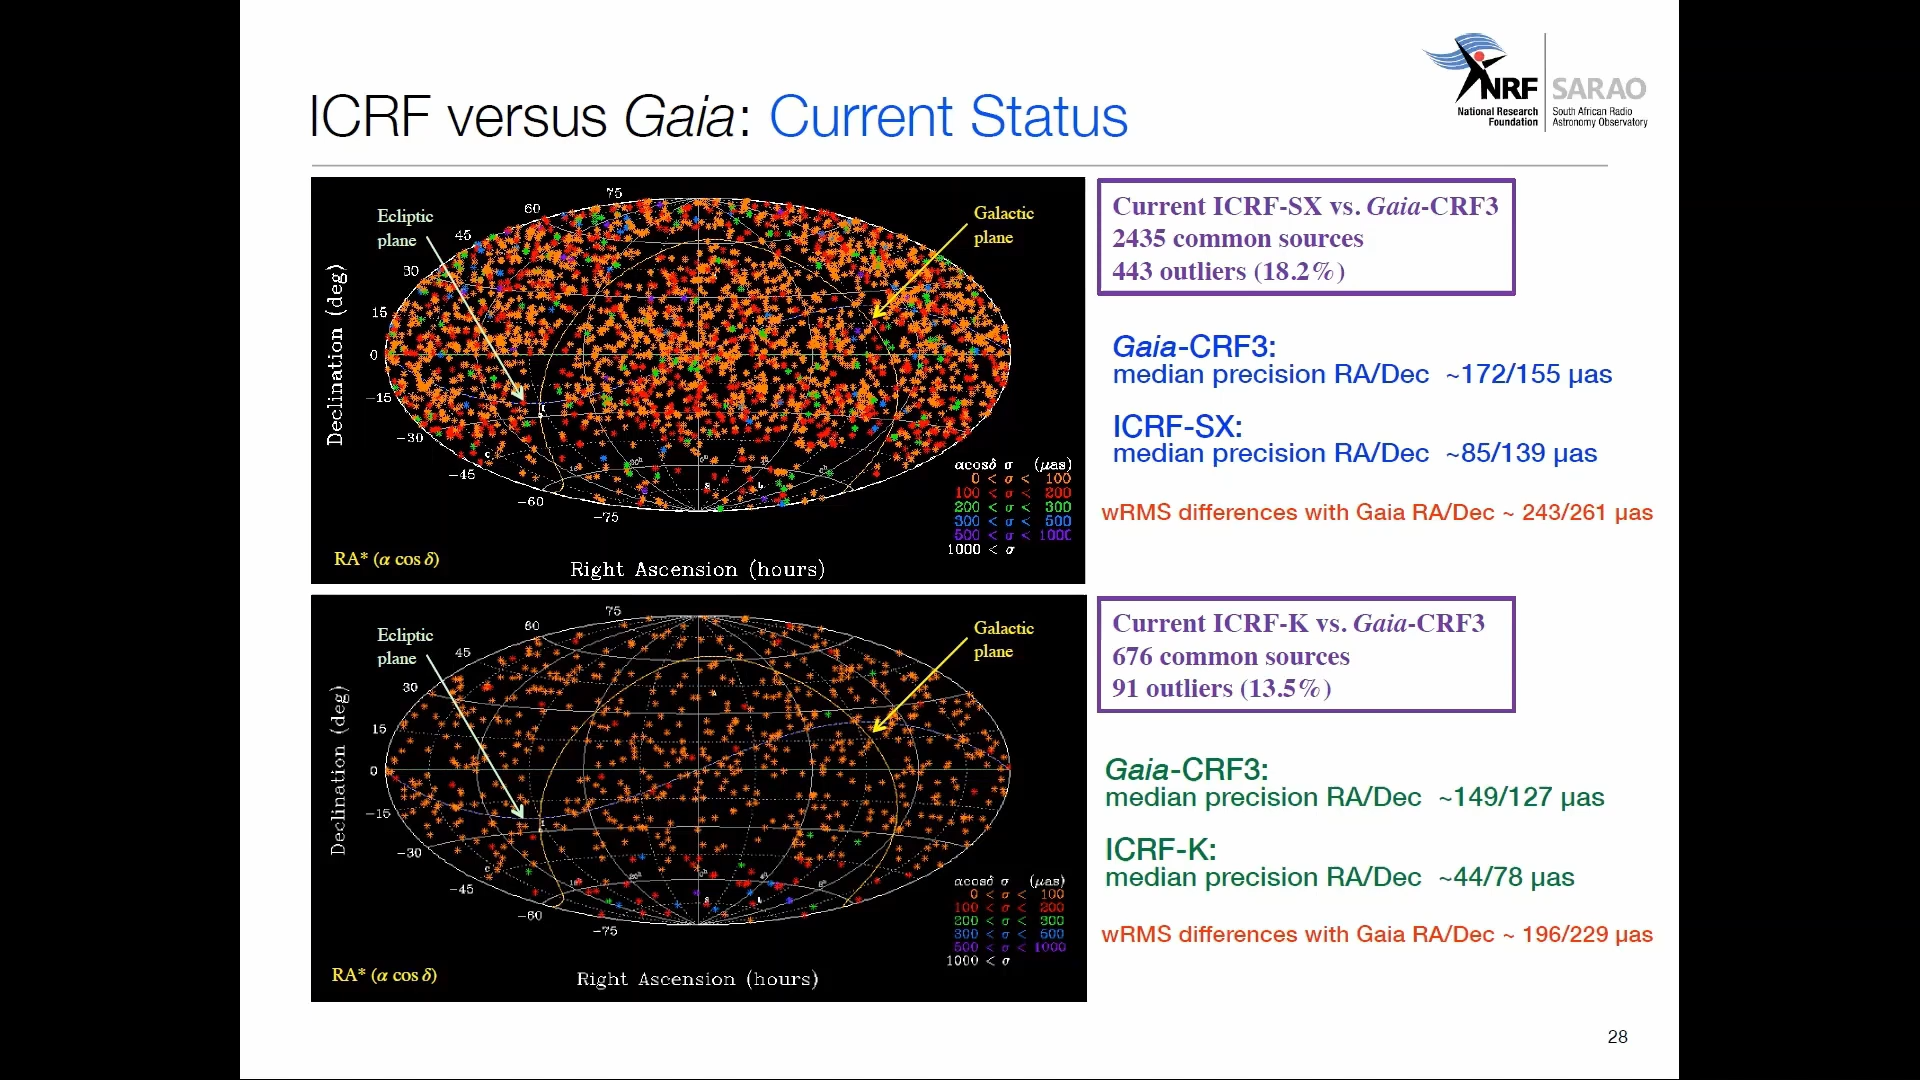 NRF
SARAO
National Research
Foundation
South African Radio
Astronomy Observatory
ICRF versus Gaia: Current Status
Ecliptic
plane
Galactic
plane
75
60
45
30
15
0
−15
−30
−45
−60
−75
Declination (deg)
αcosδ σ (μas)
0 < σ < 100
100 < σ < 200
200 < σ < 300
300 < σ < 500
500 < σ < 1000
1000 < σ
RA* (α cos δ)
Right Ascension (hours)
Current ICRF-SX vs. Gaia-CRF3
2435 common sources
443 outliers (18.2%)
Gaia-CRF3:
median precision RA/Dec ~172/155 μas
ICRF-SX:
median precision RA/Dec ~85/139 μas
wRMS differences with Gaia RA/Dec ~ 243/261 μas
Ecliptic
plane
Galactic
plane
75
60
45
30
15
0
−15
−30
−45
−60
−75
Declination (deg)
αcosδ σ (μas)
0 < σ < 100
100 < σ < 200
200 < σ < 300
300 < σ < 500
500 < σ < 1000
1000 < σ
RA* (α cos δ)
Right Ascension (hours)
Current ICRF-K vs. Gaia-CRF3
676 common sources
91 outliers (13.5%)
Gaia-CRF3:
median precision RA/Dec ~149/127 μas
ICRF-K:
median precision RA/Dec ~44/78 μas
wRMS differences with Gaia RA/Dec ~ 196/229 μas
28